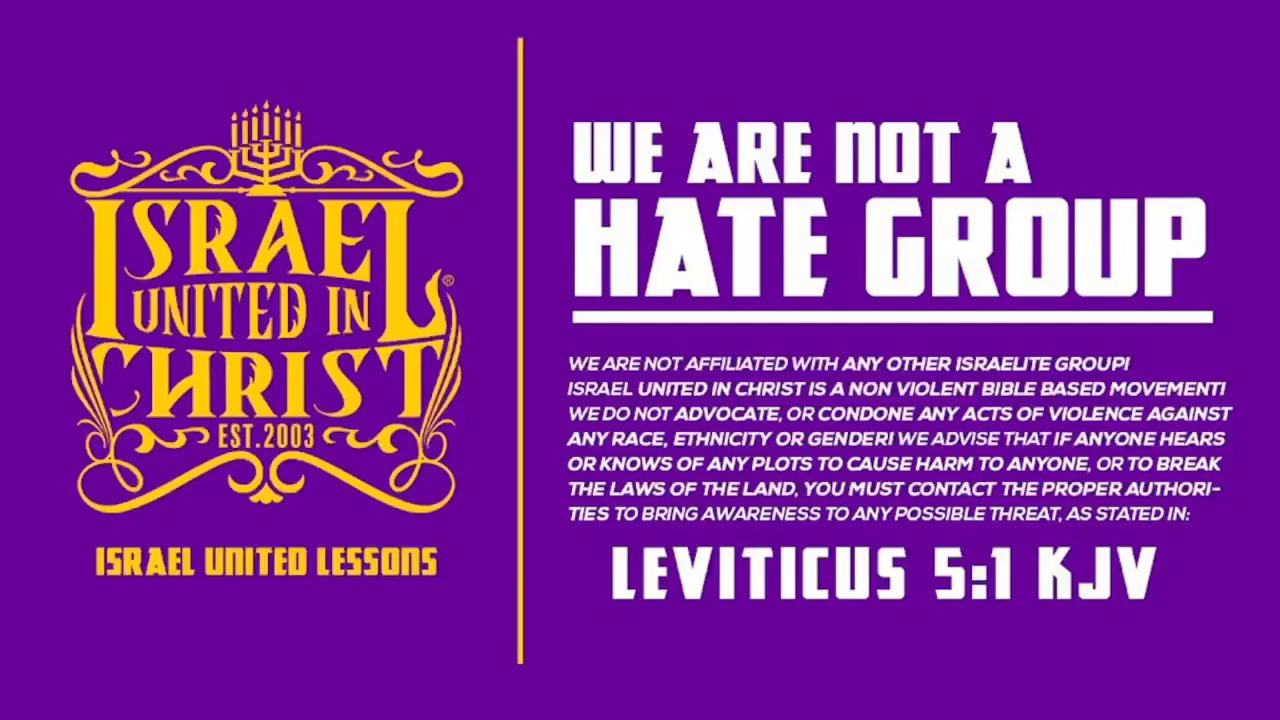 ISRAEL
UNITED IN
CHRIST
EST.2003
®
ISRAEL UNITED LESSONS
WE ARE NOT A
HATE GROUP
WE ARE NOT AFFILIATED WITH ANY OTHER ISRAELITE GROUP!
ISRAEL UNITED IN CHRIST IS A NON VIOLENT BIBLE BASED MOVEMENT!
WE DO NOT ADVOCATE, OR CONDONE ANY ACTS OF VIOLENCE AGAINST
ANY RACE, ETHNICITY OR GENDER! WE ADVISE THAT IF ANYONE HEARS
OR KNOWS OF ANY PLOTS TO CAUSE HARM TO ANYONE, OR TO BREAK
THE LAWS OF THE LAND, YOU MUST CONTACT THE PROPER AUTHORI-
TIES TO BRING AWARENESS TO ANY POSSIBLE THREAT, AS STATED IN:
LEVITICUS 5:1 KJV